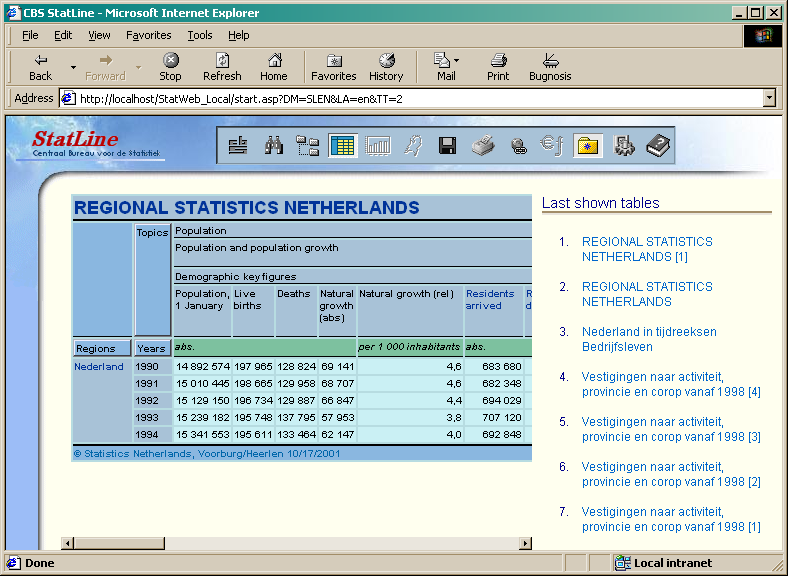 CBS StatLine - Microsoft Internet Explorer
File Edit View Favorites Tools Help
Back Forward Stop Refresh Home Favorites History Mail Print Bugnosis
Address http://localhost/StatWeb_Local/start.asp?DM=SLEN&LA=en&TT=2
StatLine
Centraal Bureau voor de Statistiek
REGIONAL STATISTICS NETHERLANDS
Topics Population
Population and population growth
Demographic key figures
Population, Live Deaths Natural Natural growth (rel) Residents R
1 January births growth arrived d
(abs)
Regions Years abs. per 1 000 inhabitants abs.
Nederland 1990 14 892 574 197 965 128 824 69 141 4,6 683 680
1991 15 010 445 198 665 129 958 68 707 4,6 682 348
1992 15 129 150 196 734 129 887 66 847 4,4 694 029
1993 15 239 182 195 748 137 795 57 953 3,8 707 120
1994 15 341 553 195 611 133 464 62 147 4,0 692 848
© Statistics Netherlands, Voorburg/Heerlen 10/17/2001
Last shown tables
1. REGIONAL STATISTICS
NETHERLANDS [1]
2. REGIONAL STATISTICS
NETHERLANDS
3. Nederland in tijdreeksen
Bedrijfsleven
4. Vestigingen naar activiteit,
provincie en corop vanaf 1998 [4]
5. Vestigingen naar activiteit,
provincie en corop vanaf 1998 [3]
6. Vestigingen naar activiteit,
provincie en corop vanaf 1998 [2]
7. Vestigingen naar activiteit,
provincie en corop vanaf 1998 [1]
Done Local intranet